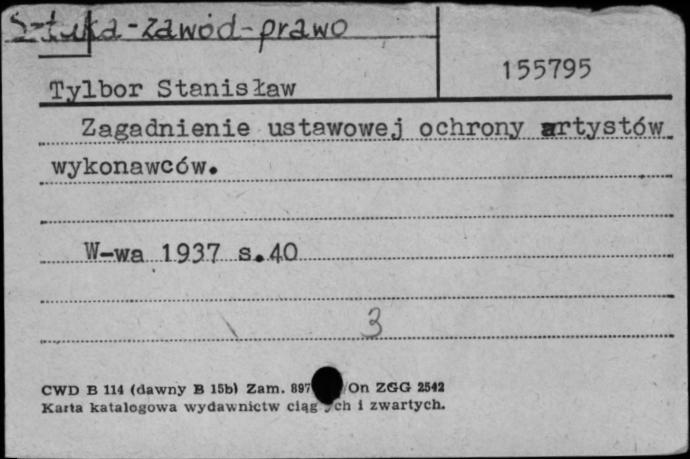 Sztuka-zawód-prawo
155795
Tylbor Stanisław
Zagadnienie ustawowej ochrony artystów
wykonawców.
W-wa 1937 s.40
3
CWD B 114 (dawny B 15b) Zam. 897 /On ZGG 2542
Karta katalogowa wydawnictw ciąg ych i zwartych.